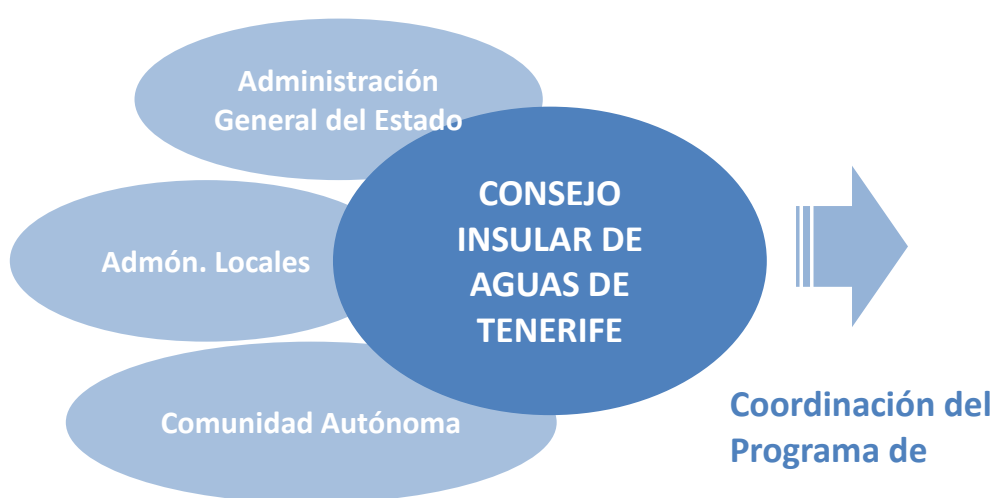 Administración
General del Estado
CONSEJO
INSULAR DE
AGUAS DE
TENERIFE
Admón. Locales
Comunidad Autónoma
Coordinación del
Programa de